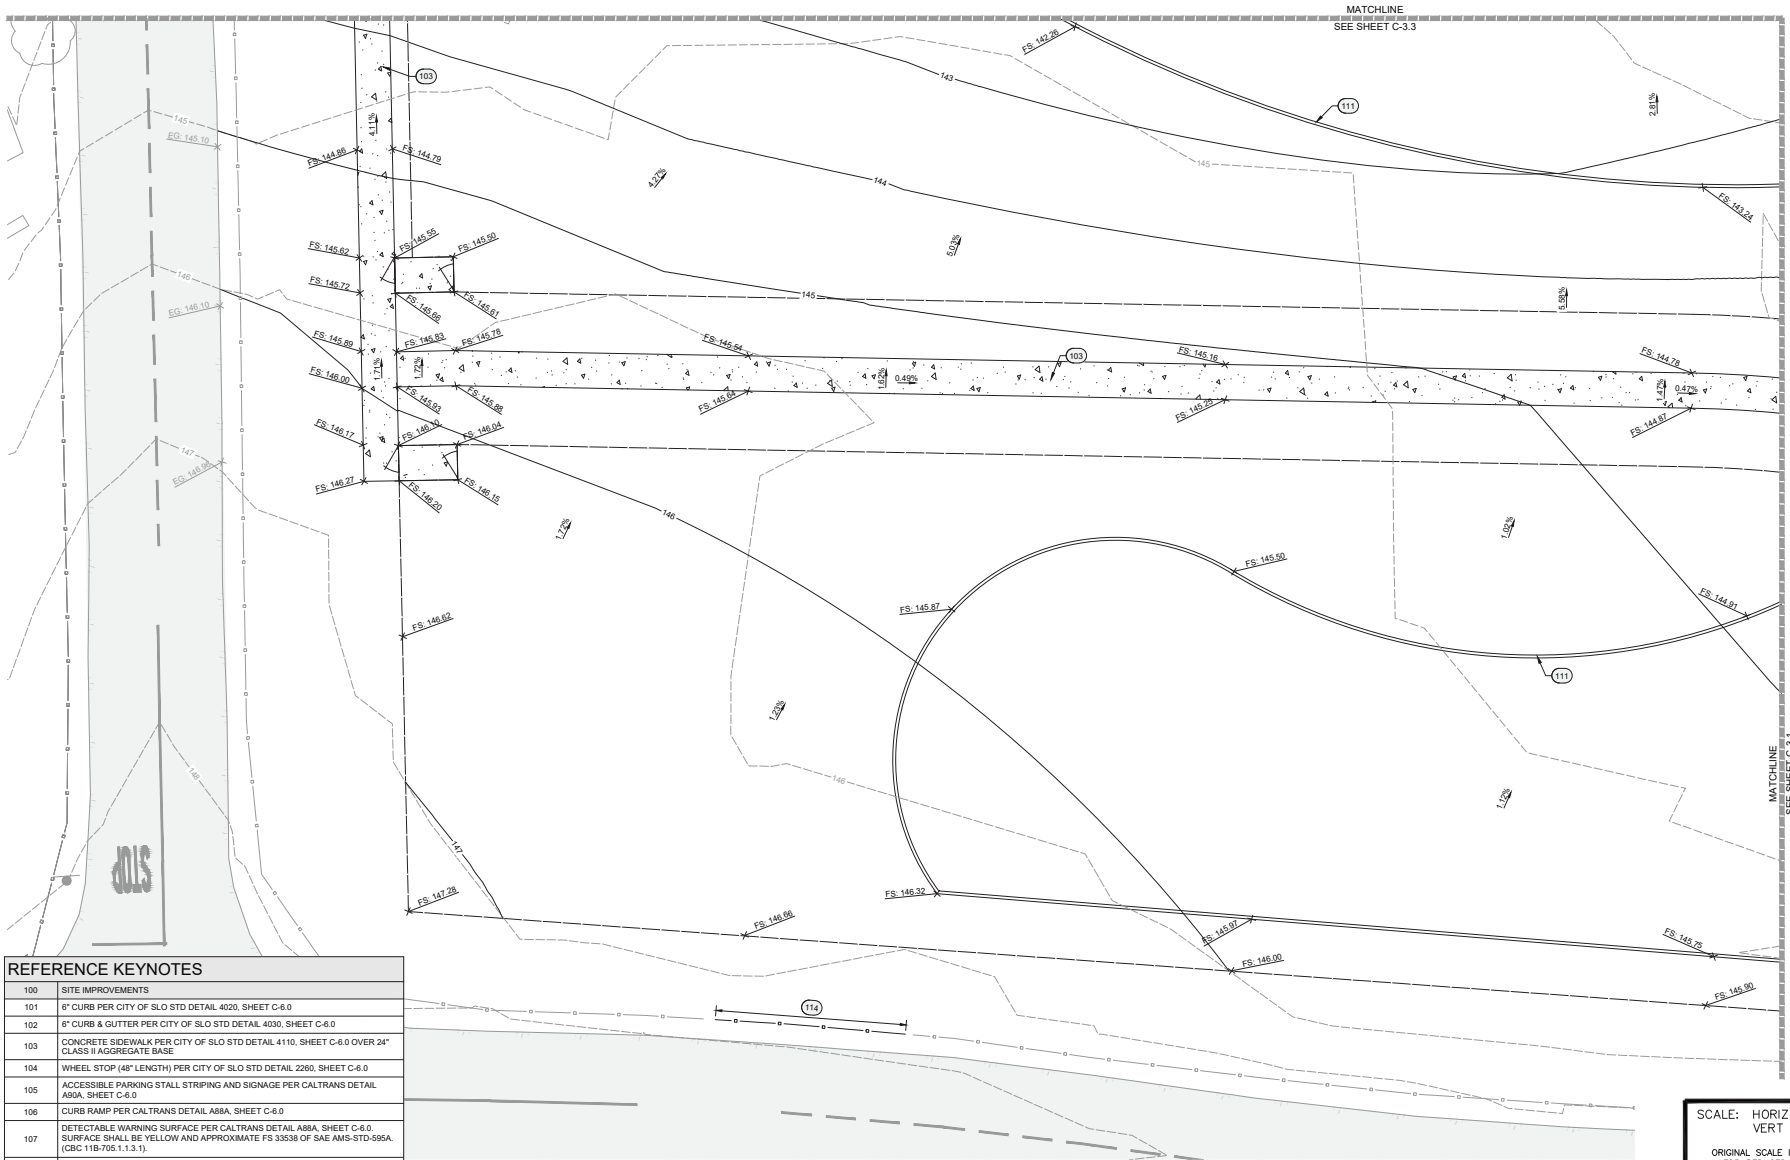 MATCHLINE
SEE SHEET C-3.3
FS: 142.26
143
103
111
2.81%
145
EG: 145.10
4.11%
FS: 144.86
FS: 144.79
145
4.27%
144
FS: 143.24
FS: 145.55
FS: 145.50
5.03%
FS: 145.62
146
FS: 145.72
EG: 146.10
145
5.58%
FS: 145.66
FS: 145.61
FS: 145.89
FS: 145.83
FS: 145.78
FS: 145.54
FS: 145.16
103
FS: 144.78
1.71%
1.72%
1.62%
0.49%
1.47%
0.47%
FS: 146.00
FS: 145.93
FS: 145.88
FS: 145.64
FS: 145.25
FS: 144.87
FS: 146.17
FS: 146.10
FS: 146.04
147
EG: 146.96
FS: 146.27
FS: 146.20
FS: 146.15
146
1.72%
1.02%
FS: 145.50
FS: 145.87
FS: 146.62
FS: 144.91
111
1.23%
148
146
1.12%
MATCHLINE
SEE SHEET C-3.1
147
STOP
FS: 147.28
FS: 146.32
FS: 146.66
FS: 145.97
FS: 146.00
FS: 145.75
FS: 145.90
114
REFERENCE KEYNOTES
100 SITE IMPROVEMENTS
101 6" CURB PER CITY OF SLO STD DETAIL 4020, SHEET C-6.0
102 6" CURB & GUTTER PER CITY OF SLO STD DETAIL 4030, SHEET C-6.0
103 CONCRETE SIDEWALK PER CITY OF SLO STD DETAIL 4110, SHEET C-6.0 OVER 24"
CLASS II AGGREGATE BASE
104 WHEEL STOP (48" LENGTH) PER CITY OF SLO STD DETAIL 2260, SHEET C-6.0
105 ACCESSIBLE PARKING STALL STRIPING AND SIGNAGE PER CALTRANS DETAIL
A90A, SHEET C-6.0
106 CURB RAMP PER CALTRANS DETAIL A88A, SHEET C-6.0
107 DETECTABLE WARNING SURFACE PER CALTRANS DETAIL A88A, SHEET C-6.0.
SURFACE SHALL BE YELLOW AND APPROXIMATE FS 33538 OF SAE AMS-STD-595A.
(CBC 11B-705.1.1.3.1).
SCALE: HORIZ
VERT
ORIGINAL SCALE